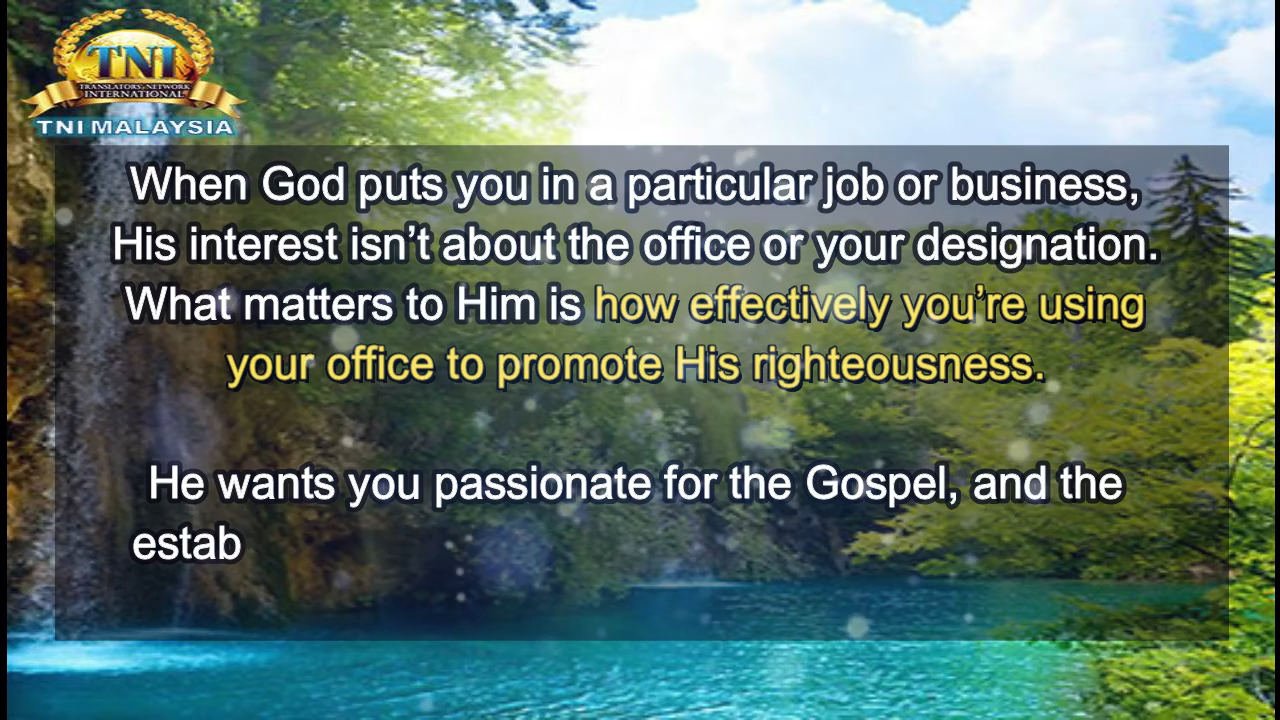 TNI
TRANSLATORS NETWORK
INTERNATIONAL
TNI MALAYSIA
When God puts you in a particular job or business,
His interest isn’t about the office or your designation.
What matters to Him is how effectively you’re using
your office to promote His righteousness.
He wants you passionate for the Gospel, and the
estab